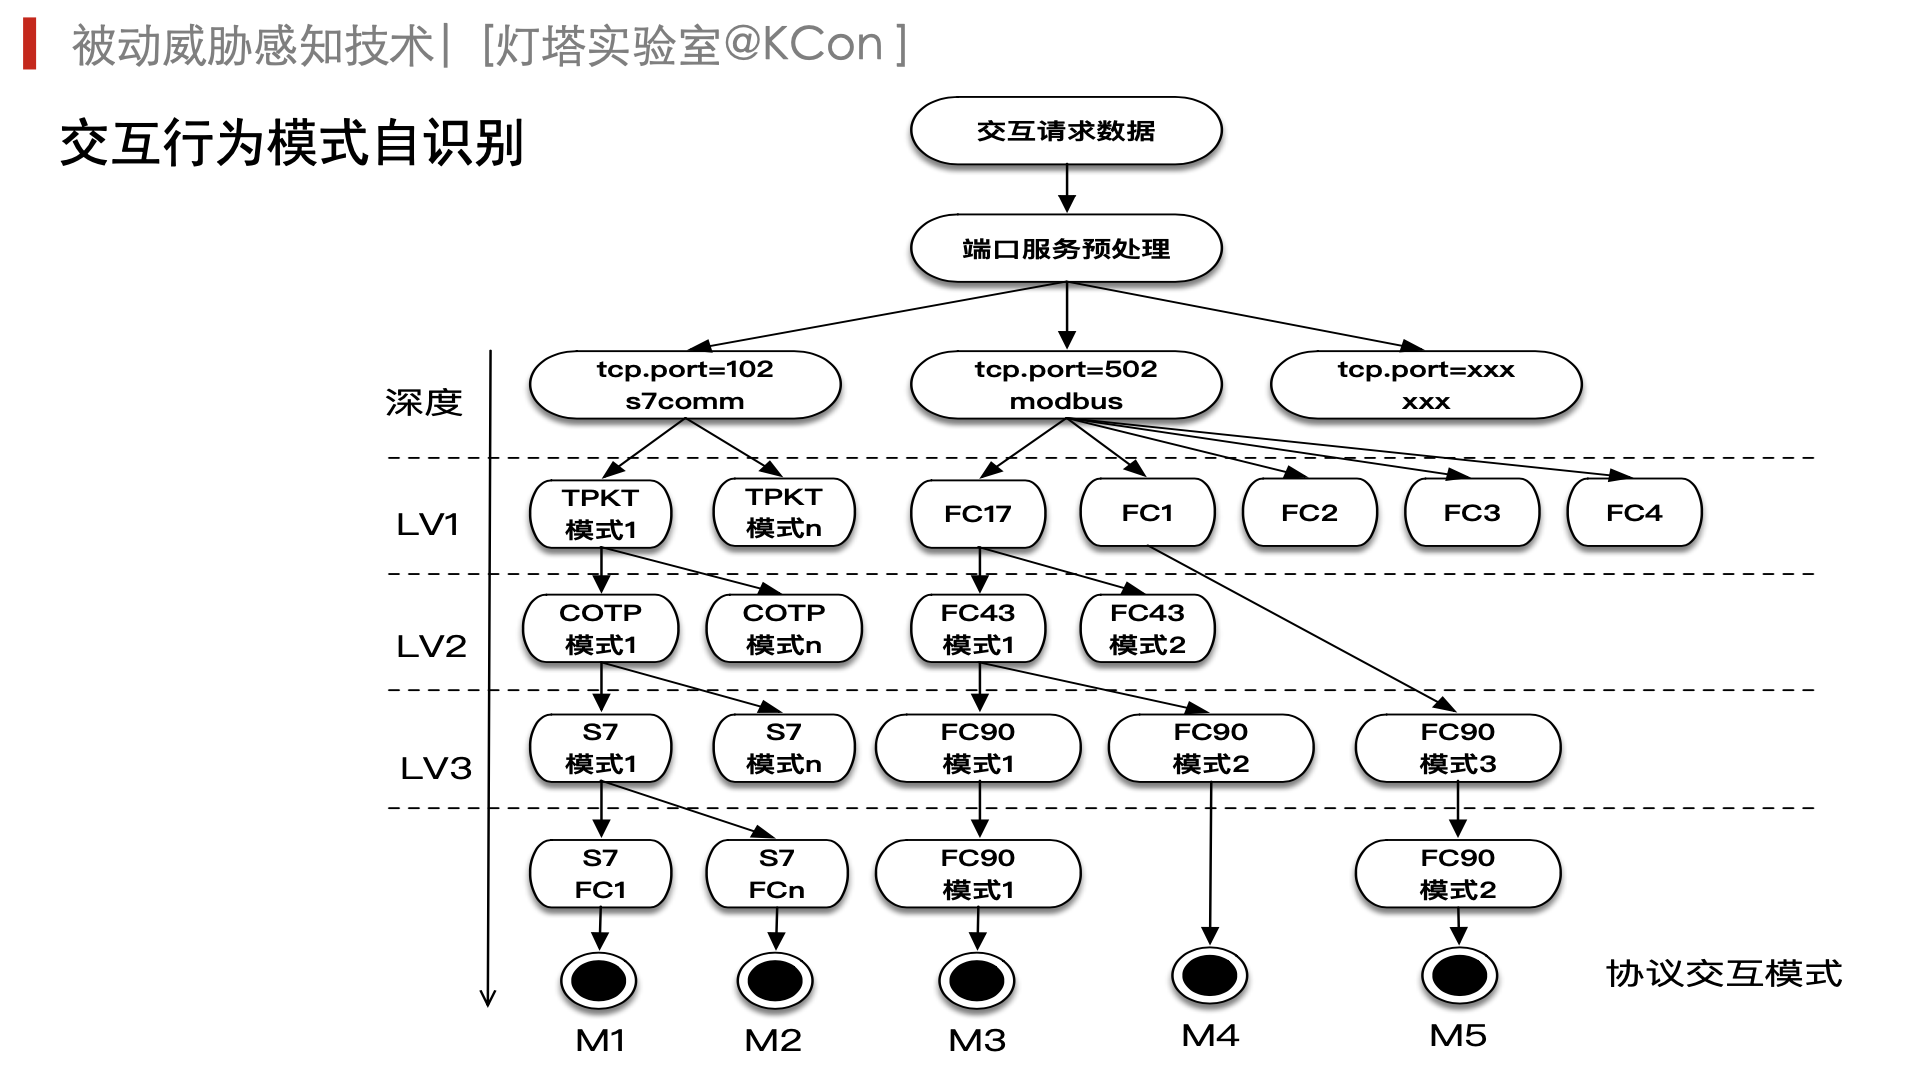 被动威胁感知技术| [灯塔实验室@KCon]
交互行为模式自识别
交互请求数据
端口服务预处理
tcp.port=102
s7comm
tcp.port=502
modbus
tcp.port=xxx
xxx
深度
LV1
TPKT
模式1
TPKT
模式n
FC17
FC1
FC2
FC3
FC4
LV2
COTP
模式1
COTP
模式n
FC43
模式1
FC43
模式2
LV3
S7
模式1
S7
模式n
FC90
模式1
FC90
模式2
FC90
模式3
S7
FC1
S7
FCn
FC90
模式1
FC90
模式2
协议交互模式
M1
M2
M3
M4
M5